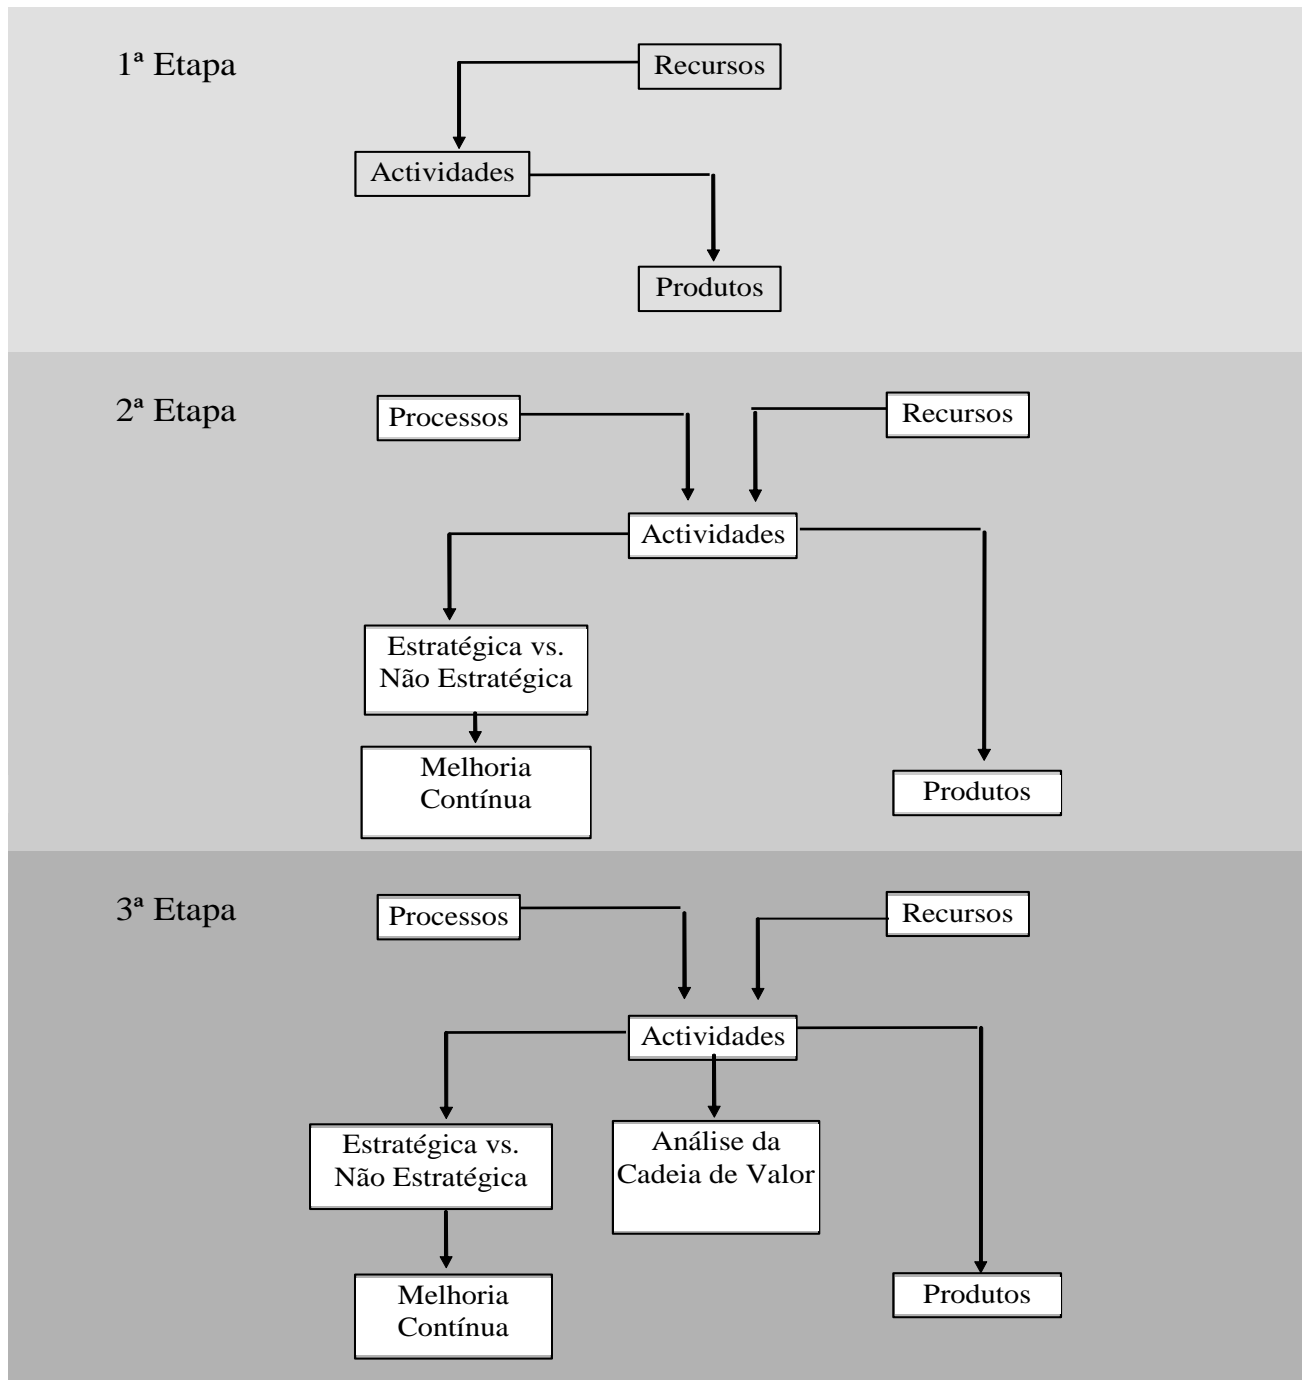 1ª Etapa
Recursos
Actividades
Produtos
2ª Etapa
Processos
Recursos
Actividades
Estratégica vs.
Não Estratégica
Melhoria
Contínua
Produtos
3ª Etapa
Processos
Recursos
Actividades
Estratégica vs.
Não Estratégica
Análise da
Cadeia de Valor
Melhoria
Contínua
Produtos